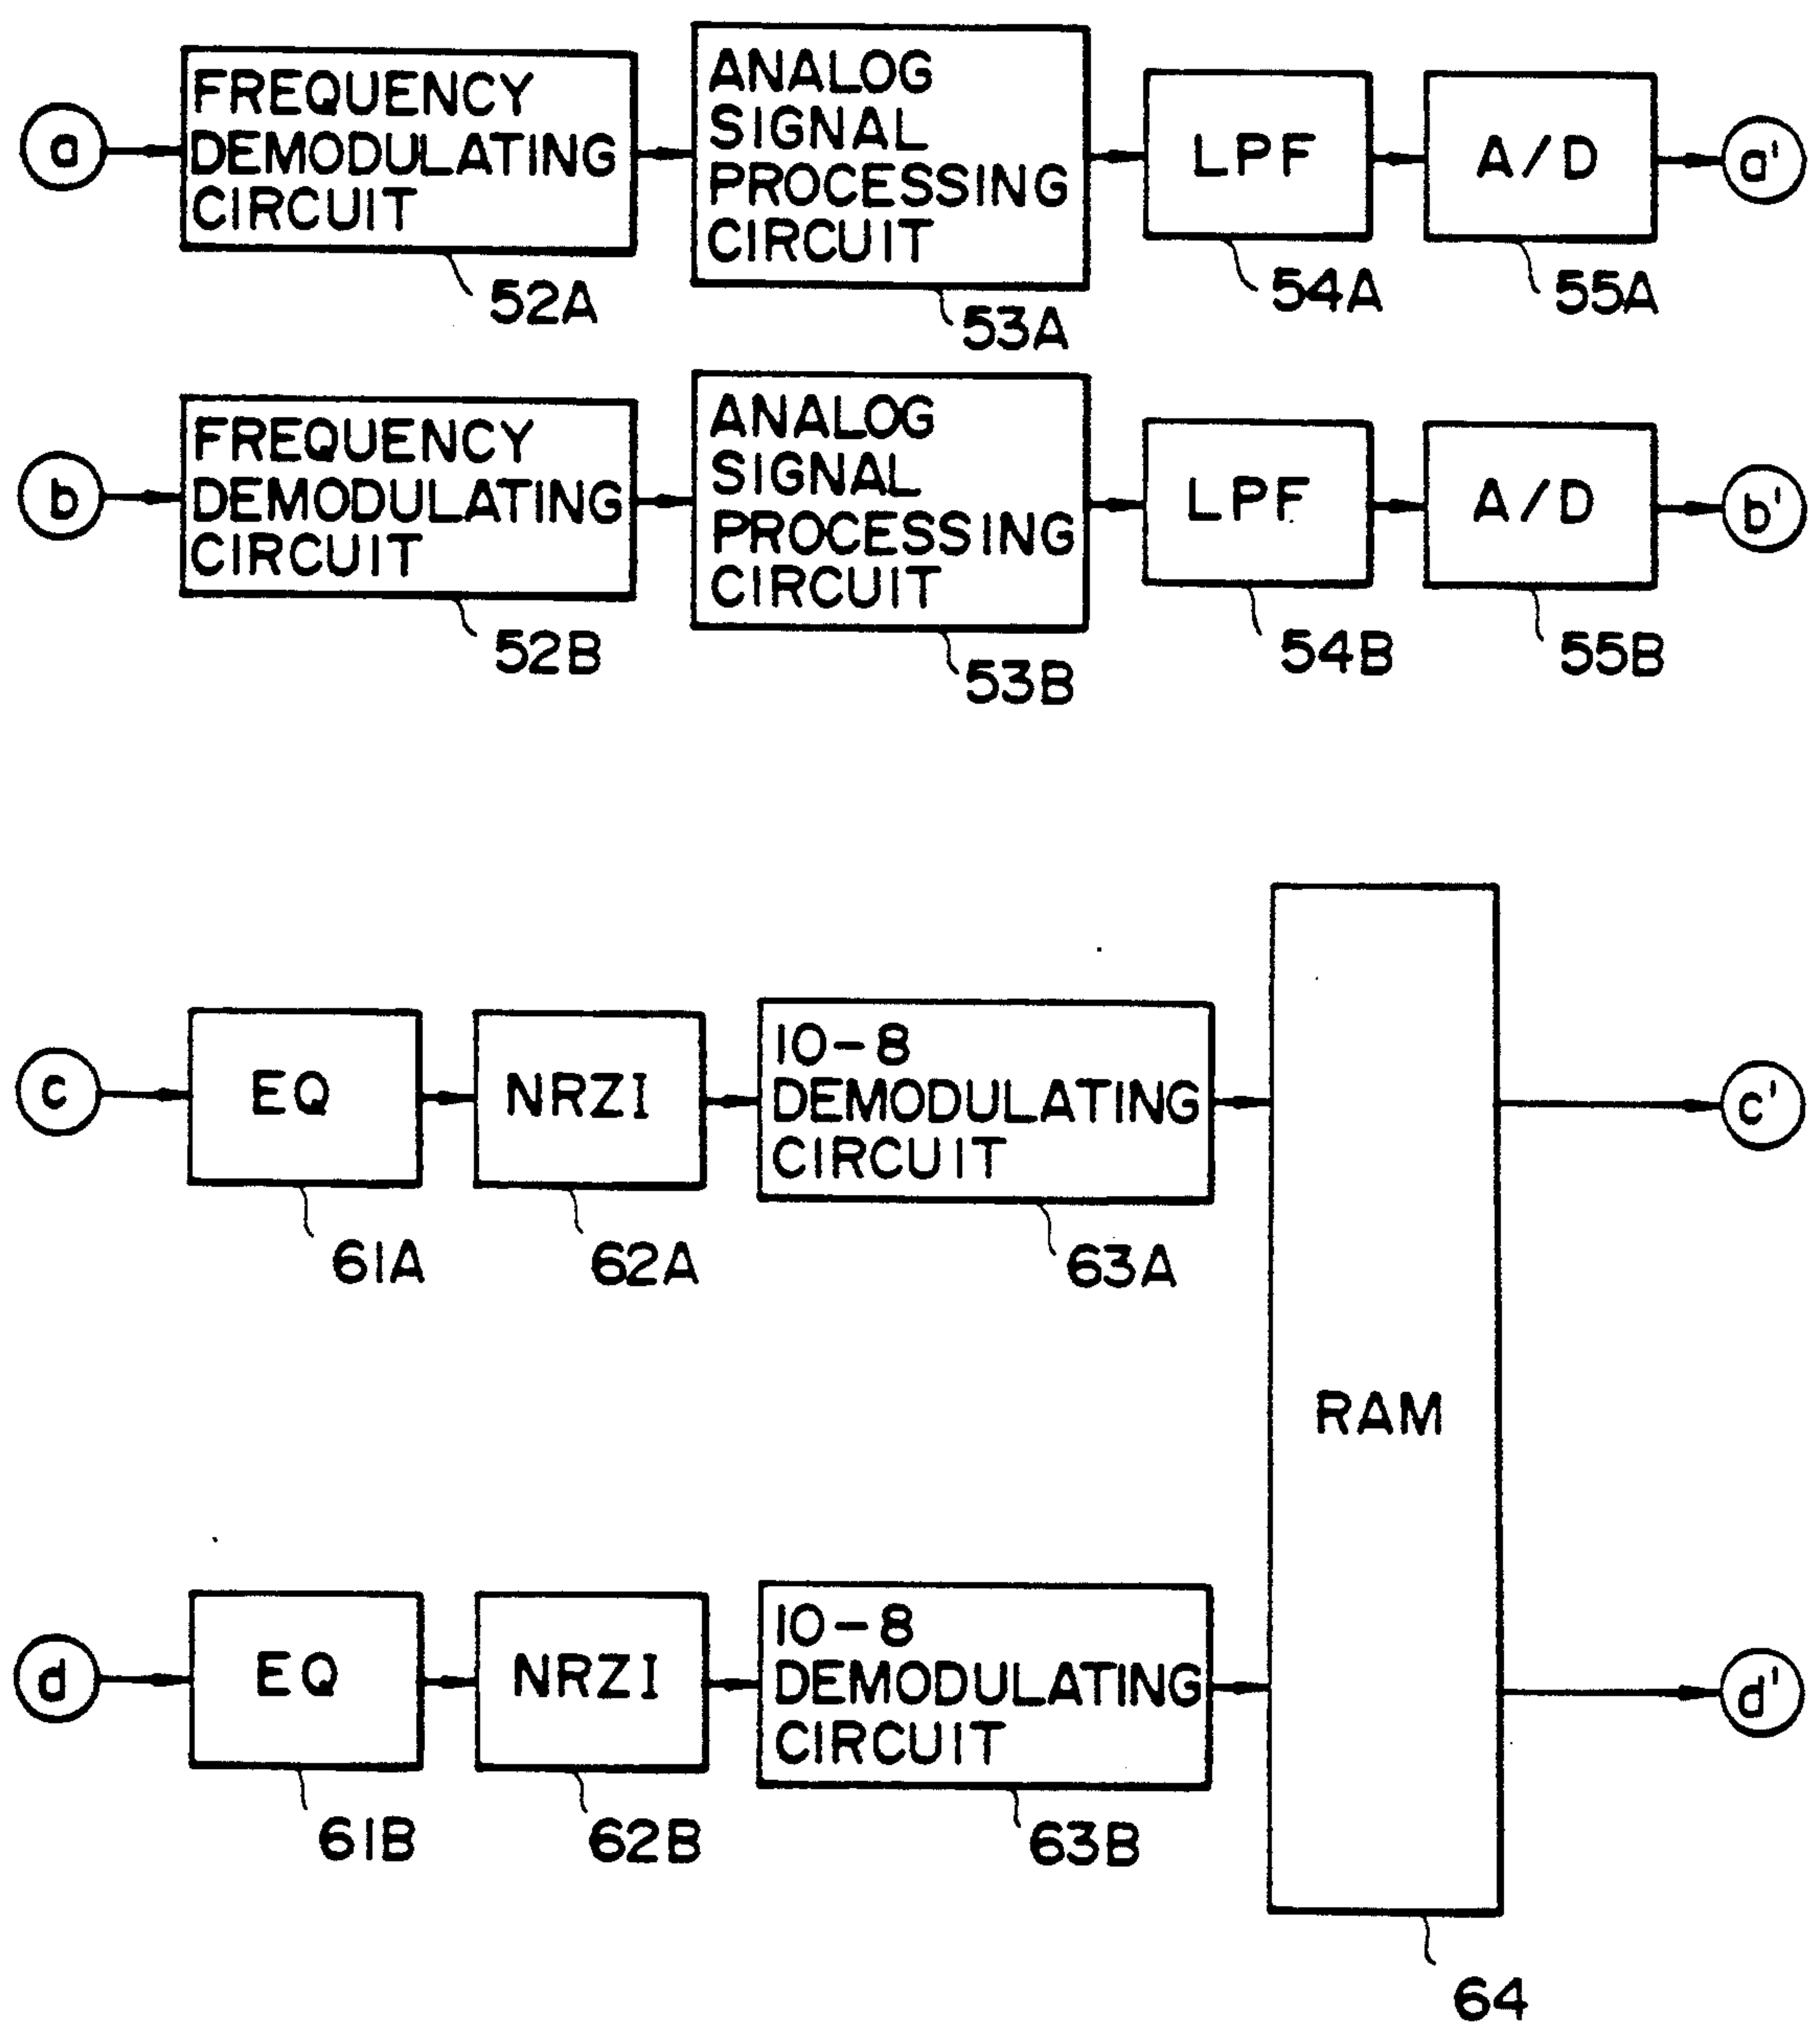 a
FREQUENCY
DEMODULATING
CIRCUIT
52A
ANALOG
SIGNAL
PROCESSING
CIRCUIT
53A
LPF
54A
A/D
55A
a'
b
FREQUENCY
DEMODULATING
CIRCUIT
52B
ANALOG
SIGNAL
PROCESSING
CIRCUIT
53B
LPF
54B
A/D
55B
b'
c
EQ
61A
NRZI
62A
10-8
DEMODULATING
CIRCUIT
63A
RAM
64
c'
d
EQ
61B
NRZI
62B
10-8
DEMODULATING
CIRCUIT
63B
d'